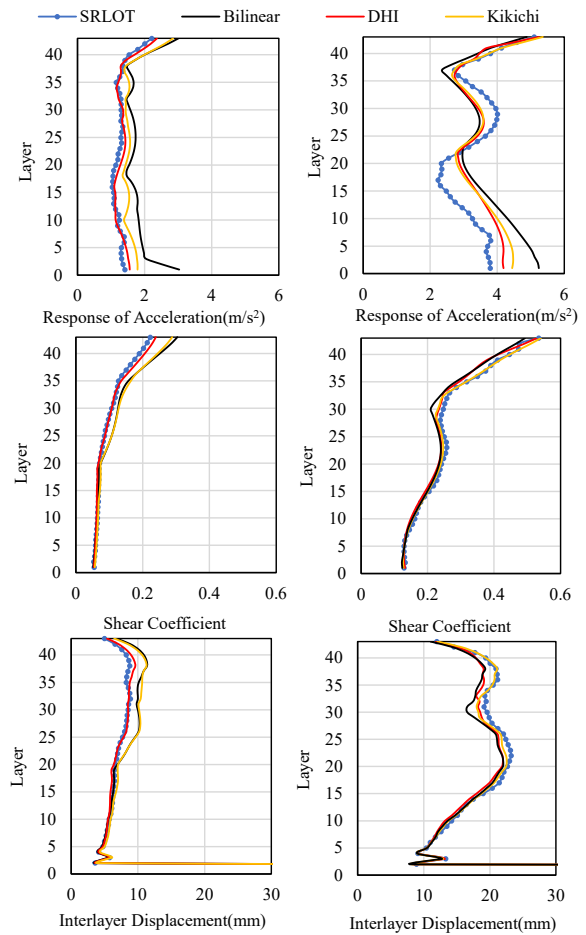 SRLOT Bilinear DHI Kikichi
45 45
40 40
35 35
30 30
25 25
20 20
15 15
10 10
5 5
0 0
Layer Layer
0 2 4 6 0 2 4 6
Response of Acceleration(m/s²) Response of Acceleration(m/s²)
45 45
40 40
35 35
30 30
25 25
20 20
15 15
10 10
5 5
0 0
Layer Layer
0 0.2 0.4 0.6 0 0.2 0.4 0.6
Shear Coefficient Shear Coefficient
40 40
35 35
30 30
25 25
20 20
15 15
10 10
5 5
0 0
Layer Layer
0 10 20 30 0 10 20 30
Interlayer Displacement(mm) Interlayer Displacement(mm)